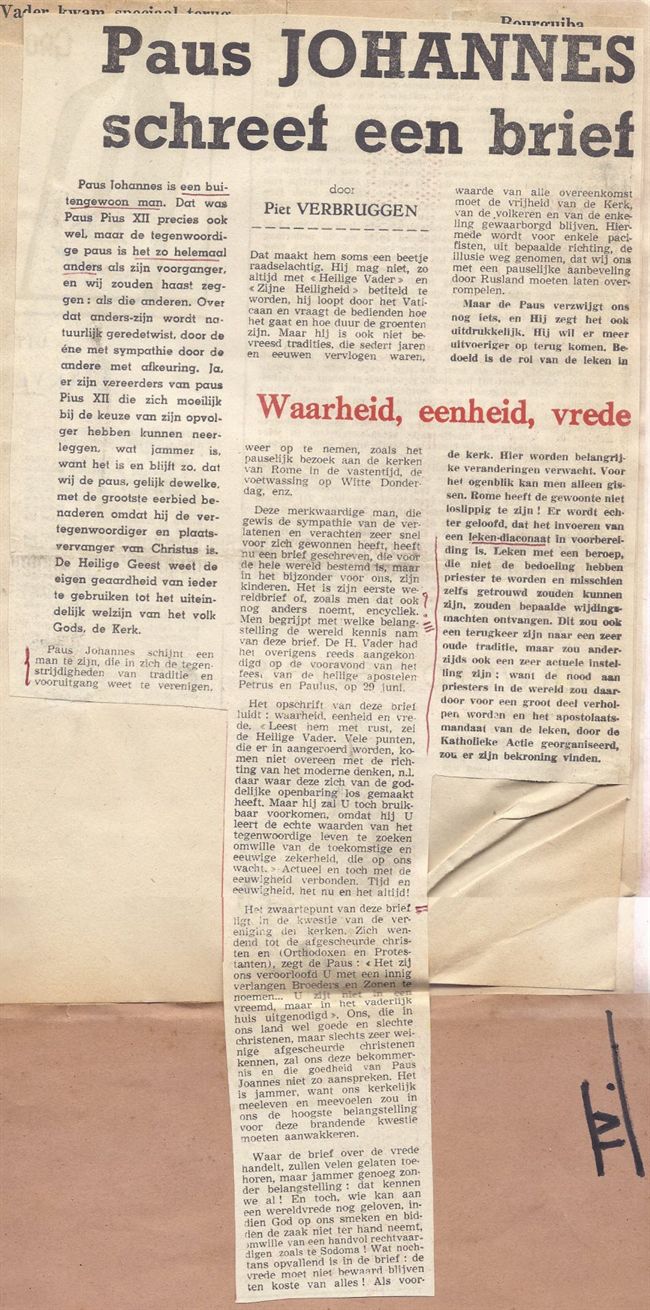 Vader kwam speciaal terug
Bourguiba
Paus JOHANNES
schreef een brief
Paus Johannes is een bui-
tengewoon man. Dat was
Paus Pius XII precies ook
wel, maar de tegenwoordi-
ge paus is het zo helemaal
anders als zijn voorganger,
en wij zouden haast zeg-
gen : als die anderen. Over
dat anders-zijn wordt na-
tuurlijk geredetwist, door de
éne met sympathie door de
andere met afkeuring. Ja,
er zijn vereerders van paus
Pius XII die zich moeilijk
bij de keuze van zijn opvol-
ger hebben kunnen neer-
leggen, wat jammer is,
want het is en blijft zo, dat
wij de paus, gelijk dewelke,
met de grootste eerbied be-
naderen omdat hij de ver-
tegenwoordiger en plaats-
vervanger van Christus is.
De Heilige Geest weet de
eigen geaardheid van ieder
te gebruiken tot het uitein-
delijk welzijn van het volk
Gods, de Kerk.
Paus Johannes schijnt een
man te zijn, die in zich de tegen-
strijdigheden van traditie en
vooruitgang weet te verenigen.
door
Piet VERBRUGGEN
Dat maakt hem soms een beetje
raadselachtig. Hij mag niet, zo
altijd met « Heilige Vader » en
« Zijne Heiligheid » betiteld te
worden, hij loopt door het Vati-
caan en vraagt de bedienden hoe
het gaat en hoe duur de groenten
zijn. Maar hij is ook niet be-
vreesd tradities, die sedert jaren
en eeuwen vervlogen waren,
waarde van alle overeenkomst
moet de vrijheid van de Kerk,
van de volkeren en van de enke-
ling gewaarborgd blijven. Hier-
mede wordt voor enkele paci-
fisten, uit bepaalde richting, de
illusie weg genomen, dat wij ons
met een pauselijke aanbeveling
door Rusland moeten laten over-
rompelen.
Maar de Paus verzwijgt ons
nog iets, en Hij zegt het ook
uitdrukkelijk. Hij wil er meer
uitvoeriger op terug komen. Be-
doeld is de rol van de leken in
Waarheid, eenheid, vrede
weer op te nemen, zoals het
pauselijk bezoek aan de kerken
van Rome in de vastentijd, de
voetwassing op Witte Donder-
dag, enz.
Deze merkwaardige man, die
gewis de sympathie van de ver-
latenen en verachten zeer snel
voor zich gewonnen heeft, heeft
nu een brief geschreven, die voor
de hele wereld bestemd is, maar
in het bijzonder voor ons, zijn
kinderen. Het is zijn eerste we-
reldbrief of, zoals men dat ook
nog anders noemt, encycliek. ?
Men begrijpt met welke belang- !!!
stelling de wereld kennis nam
van deze brief. De H. Vader had
het overigens reeds aangekon-
digd op de vooravond van het
feest van de heilige apostelen
Petrus en Paulus, op 29 juni.
Het opschrift van deze brief
luidt : waarheid, eenheid en vre-
de. «Leest hem met rust, zei
de Heilige Vader. Vele punten,
die er in aangeroerd worden, ko-
men niet overeen met de rich-
ting van het moderne denken, n.l.
daar waar deze zich van de god-
delijke openbaring los gemaakt
heeft. Maar hij zal U toch bruik-
baar voorkomen, omdat hij U
leert de echte waarden van het
tegenwoordige leven te zoeken
omwille van de toekomstige en
eeuwige zekerheid, die op ons
wacht.» Actueel en toch met de
eeuwigheid verbonden. Tijd en
eeuwigheid, het nu en het altijd!
Het zwaartepunt van deze brief
ligt in de kwestie van de ver-
eniging der kerken. Zich wen-
dend tot de afgescheurde chris-
ten en (Orthodoxen en Protes-
tanten), zegt de Paus : « Het zij
ons veroorloofd U met een innig
verlangen Broeders en Zonen te
noemen... U zijt niet in een
vreemd, maar in het vaderlijk
huis uitgenodigd ». Ons, die in
ons land wel goede en slechte
christenen, maar slechts zeer wei-
nige afgescheurde christenen
kennen, zal ons deze bekommer-
nis en die goedheid van Paus
Joannes niet zo aanspreken. Het
is jammer, want ons kerkelijk
meeleven en meevoelen zou in
ons de hoogste belangstelling
voor deze brandende kwestie
moeten aanwakkeren.
Waar de brief over de vrede
handelt, zullen velen gelaten toe-
horen, maar jammer genoeg zon-
der belangstelling : dat kennen
we al ! En toch, wie kan aan
een wereldvrede nog geloven, in-
dien God op ons smeken en bid-
den de zaak niet ter hand neemt,
omwille van een handvol rechtvaar-
digen zoals te Sodoma ! Wat noch-
tans opvallend is in de brief : de
vrede moet niet bewaard blijven
ten koste van alles ! Als voor-
de kerk. Hier worden belangrij-
ke veranderingen verwacht. Voor
het ogenblik kan men alleen gis-
sen. Rome heeft de gewoonte niet
loslippig te zijn ! Er wordt ech-
ter geloofd, dat het invoeren van
een leken-diaconaat in voorberei-
ding is. Leken met een beroep,
die niet de bedoeling hebben
priester te worden en misschien
zelfs getrouwd zouden kunnen
zijn, zouden bepaalde wijdings-
machten ontvangen. Dit zou ook
een terugkeer zijn naar een zeer
oude traditie, maar zou ander-
zijds ook een zeer actuele instel-
ling zijn : want de nood aan
priesters in de wereld zou daar-
door voor een groot deel verhol-
pen worden en het apostolaats-
mandaat van de leken, door de
Katholieke Actie georganiseerd,
zou er zijn bekroning vinden.
IV.